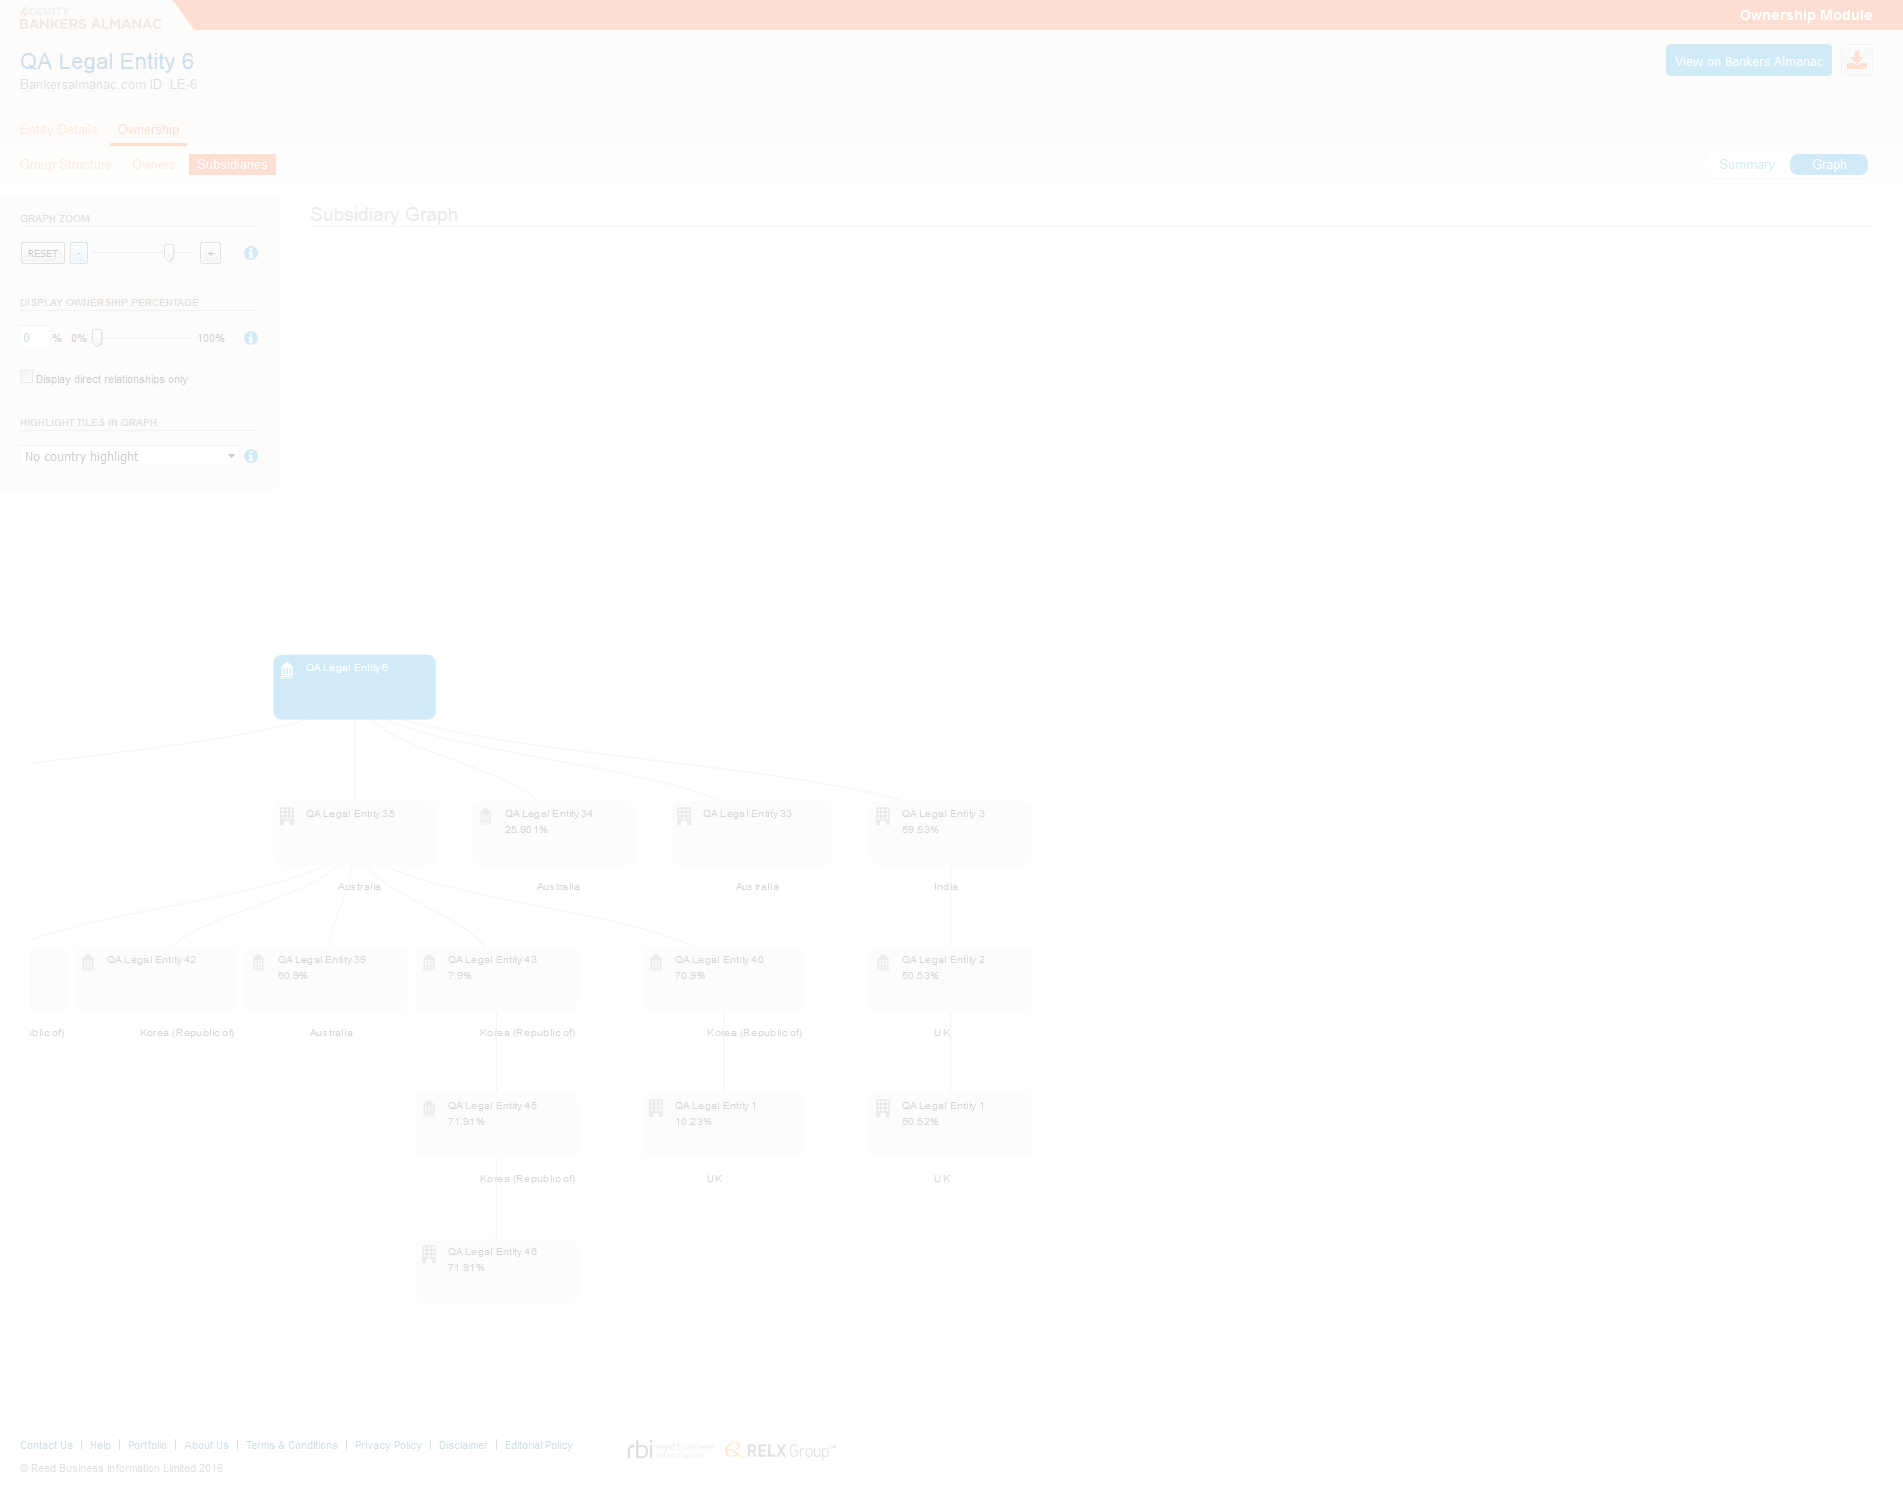 ACCUITY
BANKERS ALMANAC
Ownership Module
QA Legal Entity 6
Bankersalmanac.com ID: LE-6
View on Bankers Almanac
Entity Details Ownership
Group Structure Owners Subsidiaries
Summary Graph
GRAPH ZOOM
RESET - +
DISPLAY OWNERSHIP PERCENTAGE
0 % 0% 100%
Display direct relationships only
HIGHLIGHT TILES IN GRAPH
No country highlight
Subsidiary Graph
QA Legal Entity 6
QA Legal Entity 35
Australia
QA Legal Entity 34
25.901%
Australia
QA Legal Entity 33
Australia
QA Legal Entity 3
59.53%
India
ublic of)
QA Legal Entity 42
Korea (Republic of)
QA Legal Entity 39
60.9%
Australia
QA Legal Entity 43
7.9%
Korea (Republic of)
QA Legal Entity 40
70.9%
Korea (Republic of)
QA Legal Entity 2
50.53%
UK
QA Legal Entity 45
71.91%
Korea (Republic of)
QA Legal Entity 1
10.23%
UK
QA Legal Entity 1
50.52%
UK
QA Legal Entity 46
71.91%
Contact Us | Help | Portfolio | About Us | Terms & Conditions | Privacy Policy | Disclaimer | Editorial Policy
© Reed Business Information Limited 2016
rbi reed business information
RELX Group™